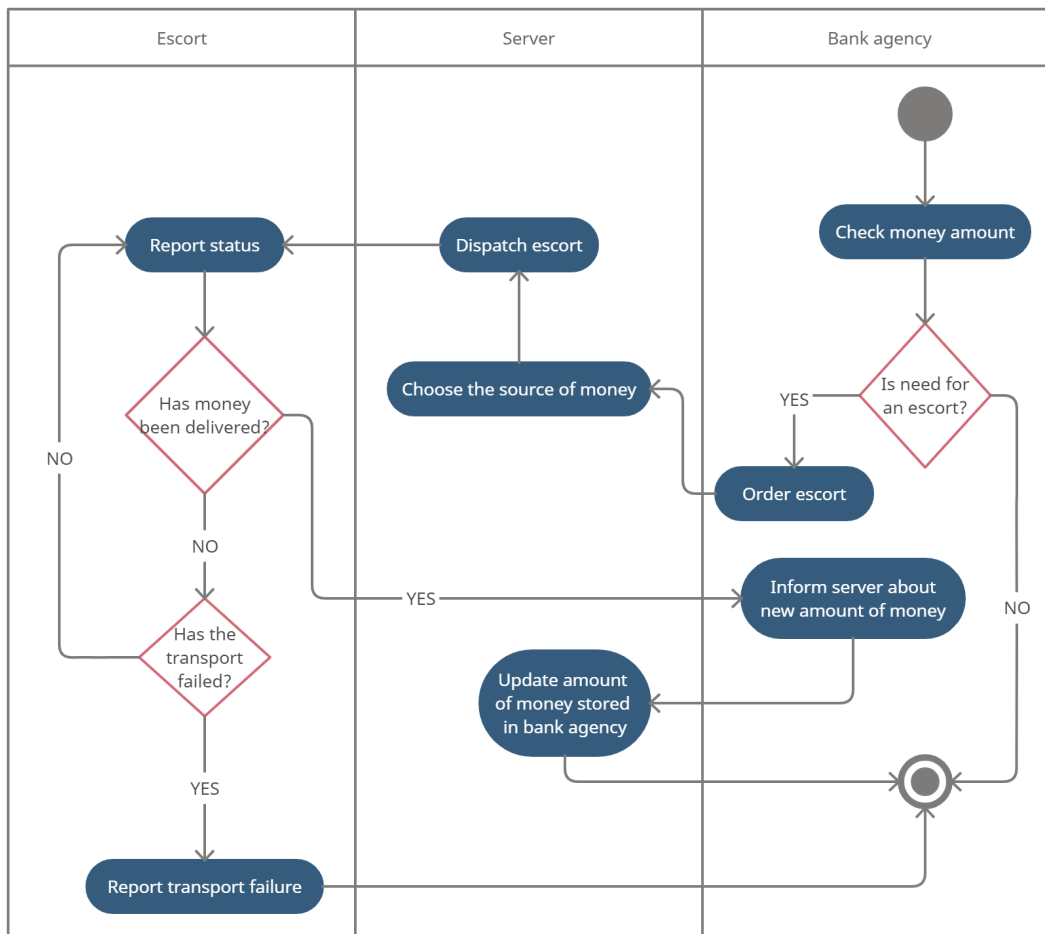 Escort
Server
Bank agency
Check money amount
Report status
Dispatch escort
Is need for
an escort?
Choose the source of money
YES
Has money
been delivered?
NO
Order escort
NO
Inform server about
new amount of money
YES
NO
Has the
transport
failed?
Update amount
of money stored
in bank agency
YES
Report transport failure